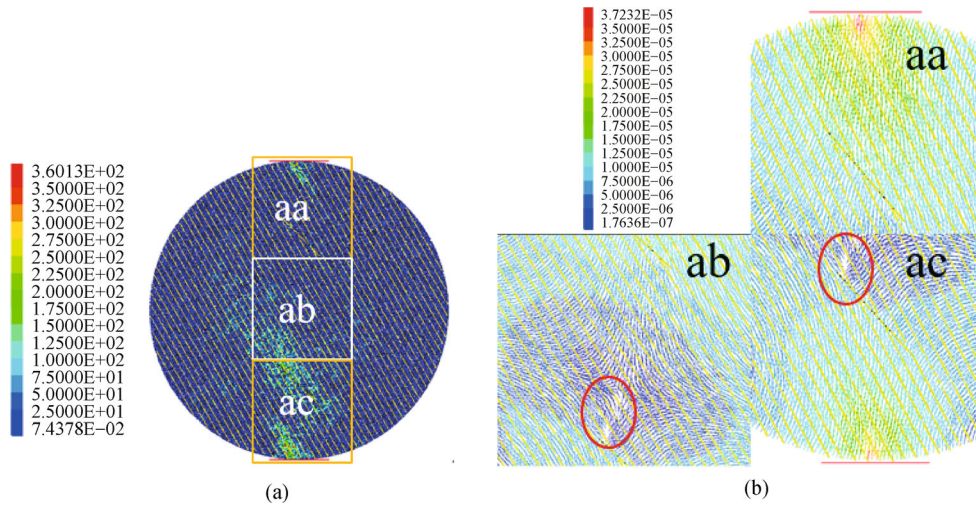 3.7232E−05
3.5000E−05
3.2500E−05
3.0000E−05
2.7500E−05
2.5000E−05
2.2500E−05
2.0000E−05
1.7500E−05
1.5000E−05
1.2500E−05
1.0000E−05
7.5000E−06
5.0000E−06
2.5000E−06
1.7636E−07
aa
3.6013E+02
3.5000E+02
3.2500E+02
3.0000E+02
2.7500E+02
2.5000E+02
2.2500E+02
2.0000E+02
1.7500E+02
1.5000E+02
1.2500E+02
1.0000E+02
7.5000E+01
5.0000E+01
2.5000E+01
7.4378E−02
aa
ab
ac
ab
ac
(a)
(b)